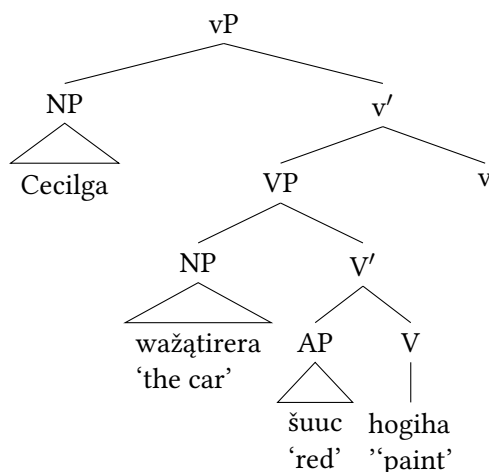 vP
NP v′
Cecilga VP v
NP V′
wažątirera AP V
‘the car’
šuuc hogiha
‘red’ ’‘paint’